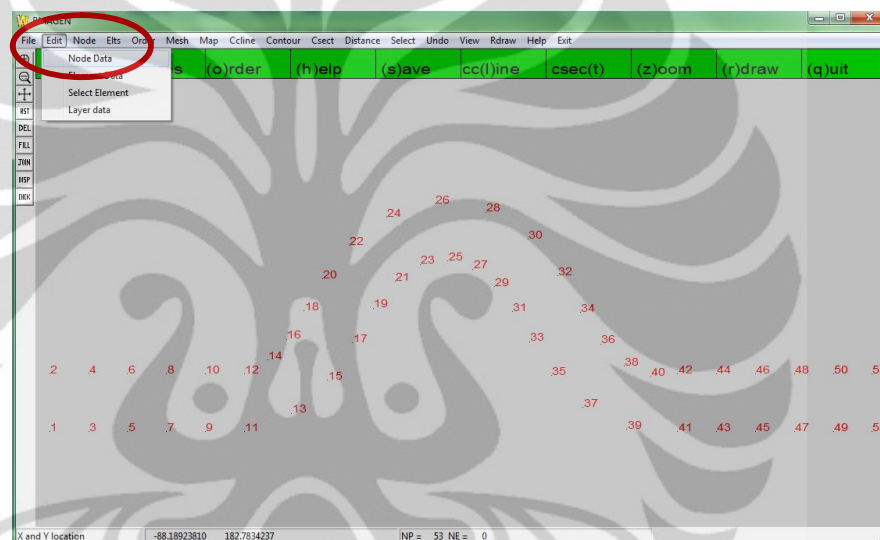 RMAGEN
File Edit Node Elts Order Mesh Map Ccline Contour Csect Distance Select Undo View Rdraw Help Exit
(o)rder (h)elp (s)ave cc(l)ine csec(t) (z)oom (r)draw (q)uit
Node Data
Element Data
Select Element
Layer data
RST
DEL
FILL
JOIN
.26
.24 .28
.22 .30
.23 .25 .27
.20 .21 .29 .32
.18 .19 .31 .34
.16 .17 .33 .36
.14 .38
.2 .4 .6 .8 .10 .12 .15 .35 .40 .42 .44 .46 .48 .50
.13 .37
.1 .3 .5 .7 .9 .11 .39 .41 .43 .45 .47 .49
X and Y location -88.18923810 182.7834237 NP = 53 NE = 0